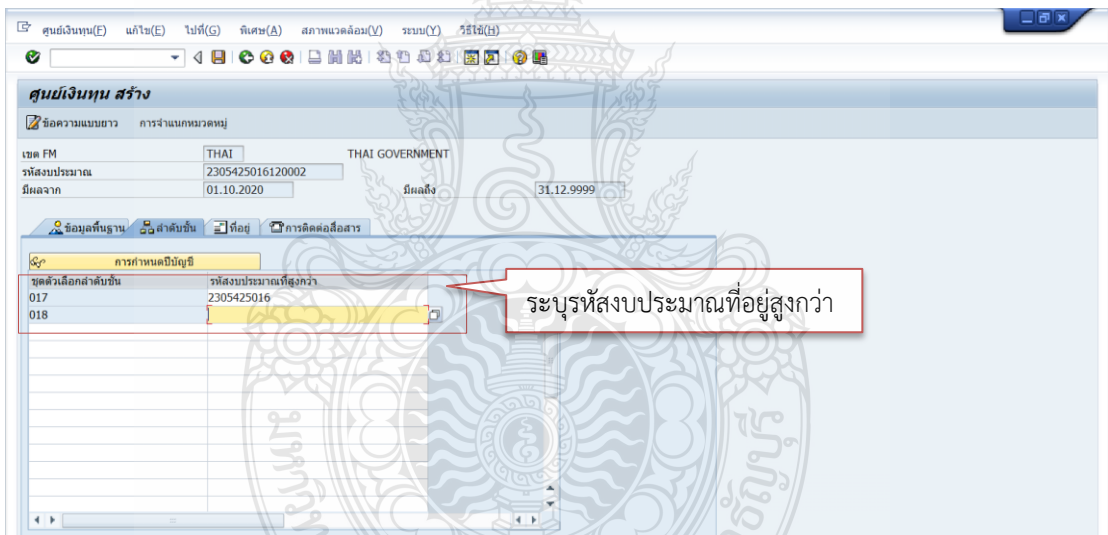 ศูนย์เงินทุน(F) แก้ไข(E) ไปที่(G) พิเศษ(A) สภาพแวดล้อม(V) ระบบ(Y) วิธีใช้(H)
ศูนย์เงินทุน สร้าง
ข้อความแบบยาว การจำแนกหมวดหมู่
เขต FM THAI THAI GOVERNMENT
รหัสงบประมาณ 2305425016120002
มีผลจาก 01.10.2020 มีผลถึง 31.12.9999
ข้อมูลพื้นฐาน ลำดับชั้น ที่อยู่ การติดต่อสื่อสาร
การกำหนดปีบัญชี
ชุดตัวเลือกลำดับชั้น รหัสงบประมาณที่สูงกว่า
017 2305425016
018
ระบุรหัสงบประมาณที่อยู่สูงกว่า